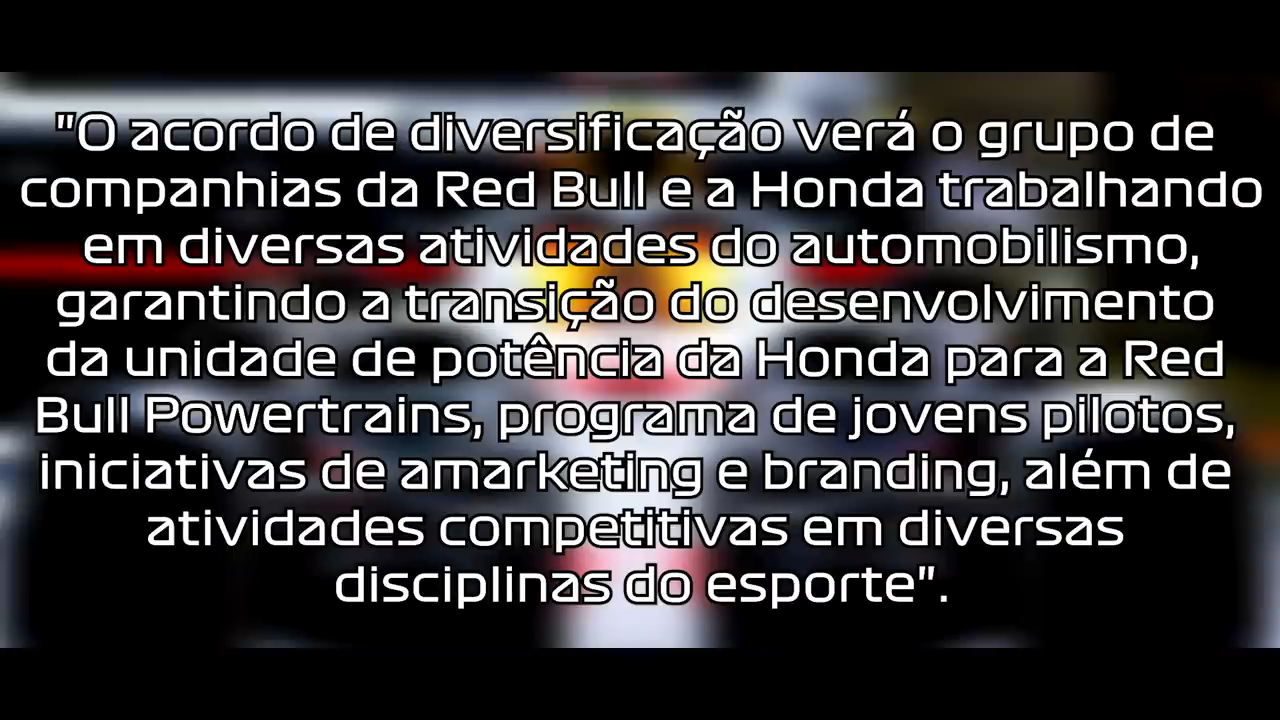 "O acordo de diversificação verá o grupo de
companhias da Red Bull e a Honda trabalhando
em diversas atividades do automobilismo,
garantindo a transição do desenvolvimento
da unidade de potência da Honda para a Red
Bull Powertrains, programa de jovens pilotos,
iniciativas de amarketing e branding, além de
atividades competitivas em diversas
disciplinas do esporte".